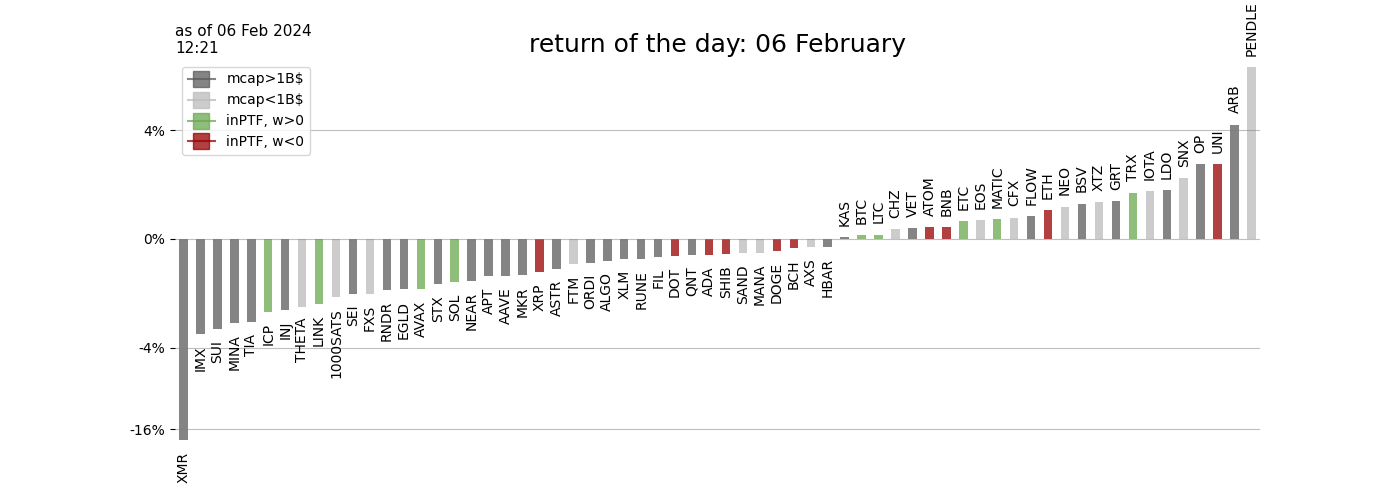 as of 06 Feb 2024
12:21
return of the day: 06 February
mcap>1B$
mcap<1B$
inPTF, w>0
inPTF, w<0
4%
0%
-4%
-16%
XMR
IMX
SUI
MINA
TIA
ICP
INJ
THETA
LINK
1000SATS
SEI
FXS
RNDR
EGLD
AVAX
STX
SOL
NEAR
APT
AAVE
MKR
XRP
ASTR
FTM
ORDI
ALGO
XLM
RUNE
FIL
DOT
QNT
ADA
SHIB
SAND
MANA
DOGE
BCH
AXS
HBAR
KAS
BTC
LTC
CHZ
VET
ATOM
BNB
ETC
EOS
MATIC
CFX
FLOW
ETH
NEO
BSV
XTZ
GRT
TRX
IOTA
LDO
SNX
OP
UNI
ARB
PENDLE